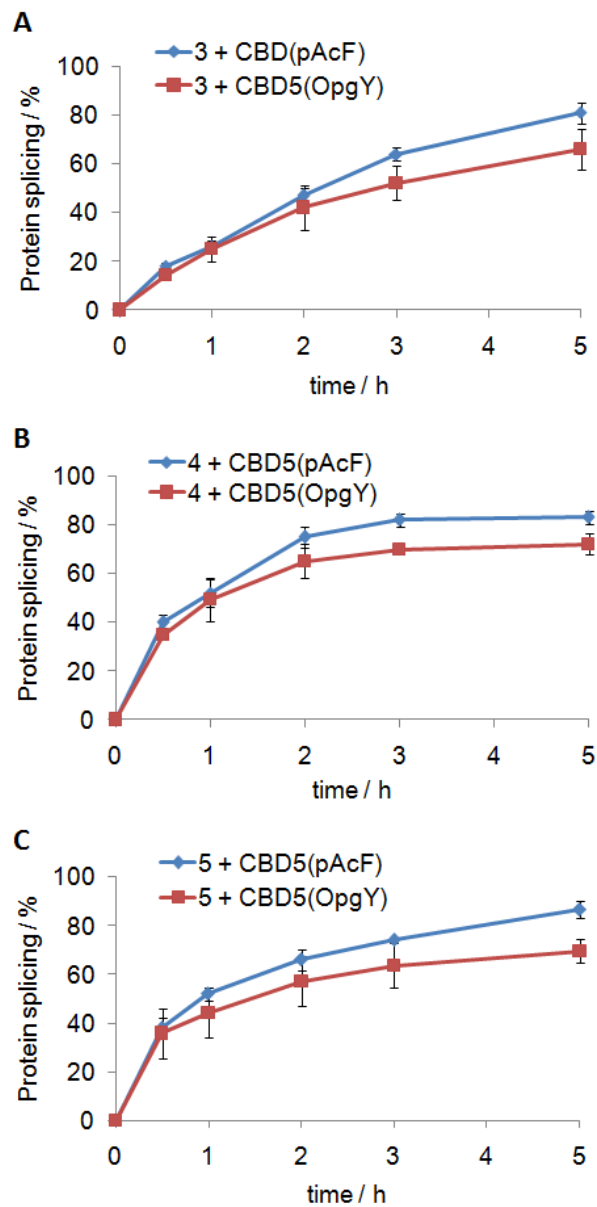 A
3 + CBD(pAcF)
3 + CBD5(OpgY)
Protein splicing / %
100
80
60
40
20
0
0 1 2 3 4 5
time / h
B
4 + CBD5(pAcF)
4 + CBD5(OpgY)
Protein splicing / %
100
80
60
40
20
0
0 1 2 3 5
time / h
C
5 + CBD5(pAcF)
5 + CBD5(OpgY)
Protein splicing / %
100
80
60
40
20
0
0 1 2 3 4 5
time / h